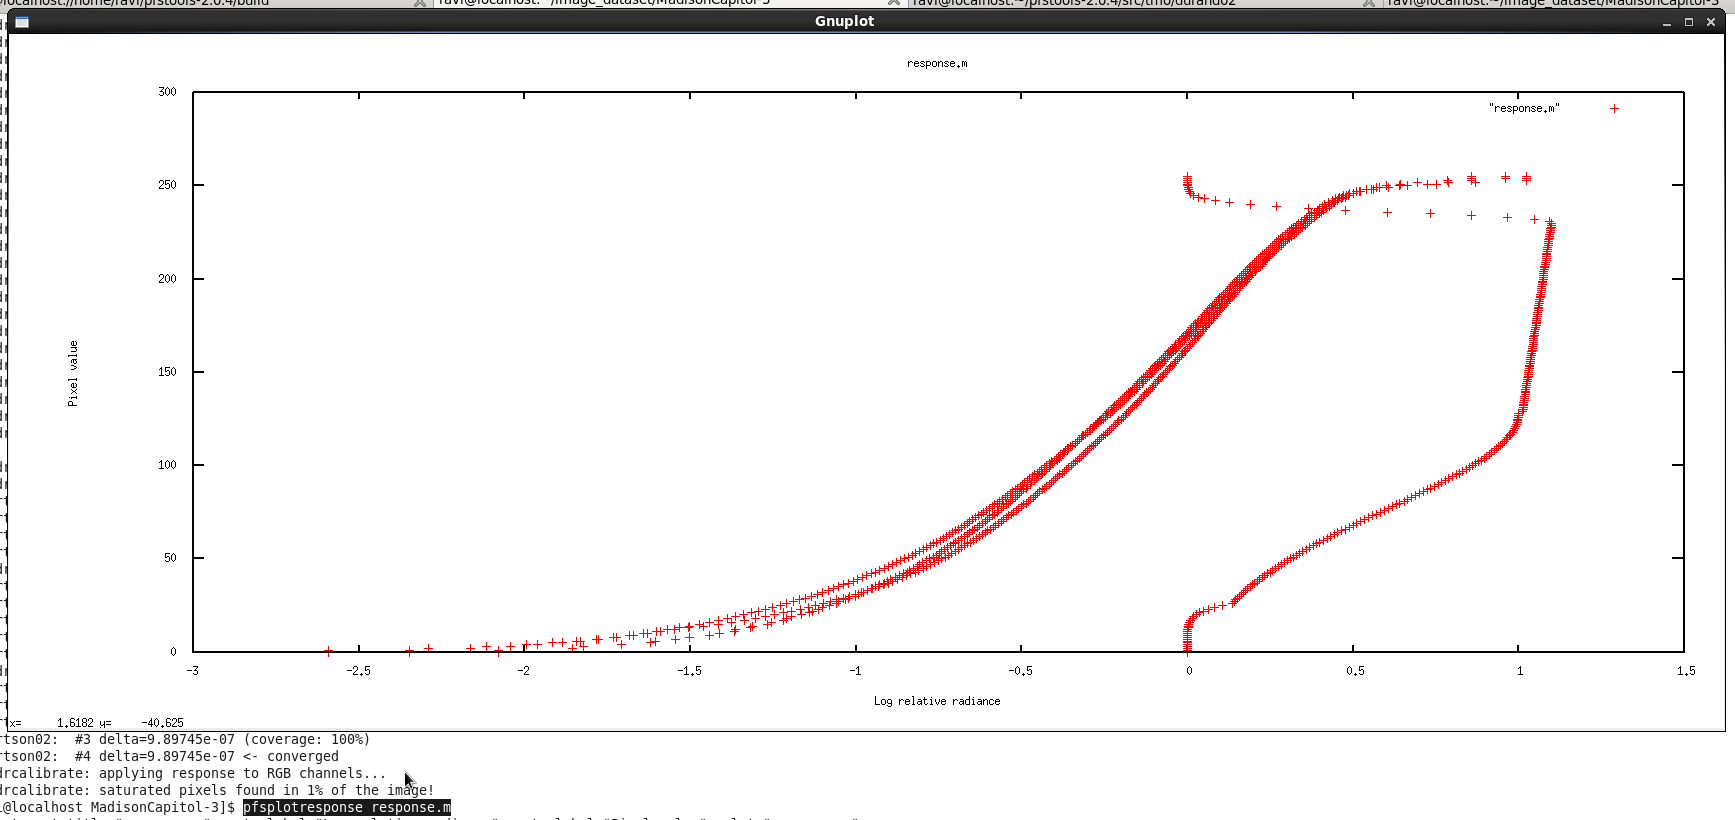 Gnuplot
response.m
"response.m"
300
250
200
150
100
50
0
Pixel value
-3 -2.5 -2 -1.5 -1 -0.5 0 0.5 1 1.5
Log relative radiance
x= 1.6182 y= -40.625
rtson02: #3 delta=9.89745e-07 (coverage: 100%)
rtson02: #4 delta=9.89745e-07 <- converged
drcalibrate: applying response to RGB channels...
drcalibrate: saturated pixels found in 1% of the image!
i@localhost MadisonCapitol-3]$ pfsplotresponse response.m